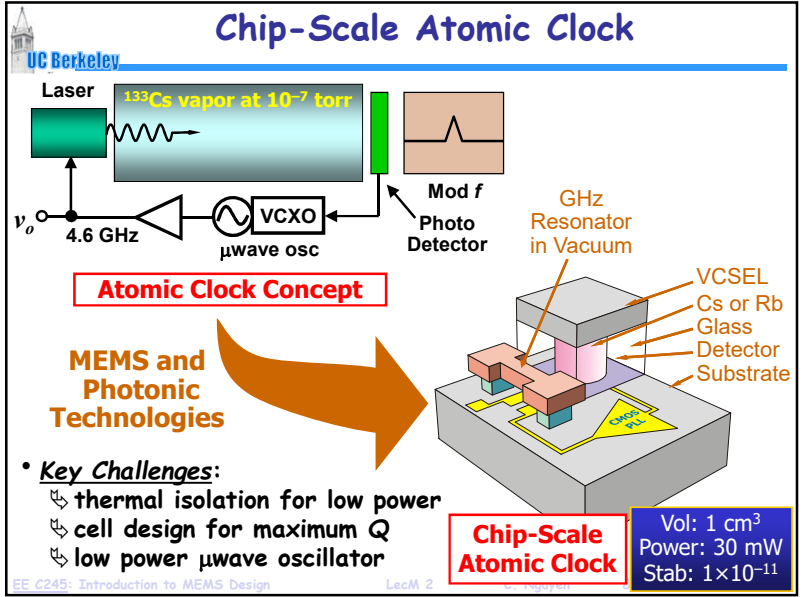 Chip-Scale Atomic Clock
UC Berkeley
Laser
¹³³Cs vapor at 10⁻⁷ torr
Mod f
vₒ
4.6 GHz
VCXO
μwave osc
Photo
Detector
GHz
Resonator
in Vacuum
Atomic Clock Concept
VCSEL
Cs or Rb
Glass
Detector
Substrate
MEMS and
Photonic
Technologies
CMOS
PLL
• Key Challenges:
↳ thermal isolation for low power
↳ cell design for maximum Q
↳ low power μwave oscillator
Chip-Scale
Atomic Clock
Vol: 1 cm³
Power: 30 mW
Stab: 1×10⁻¹¹
EE C245: Introduction to MEMS Design
LecM 2
C. Nguyen